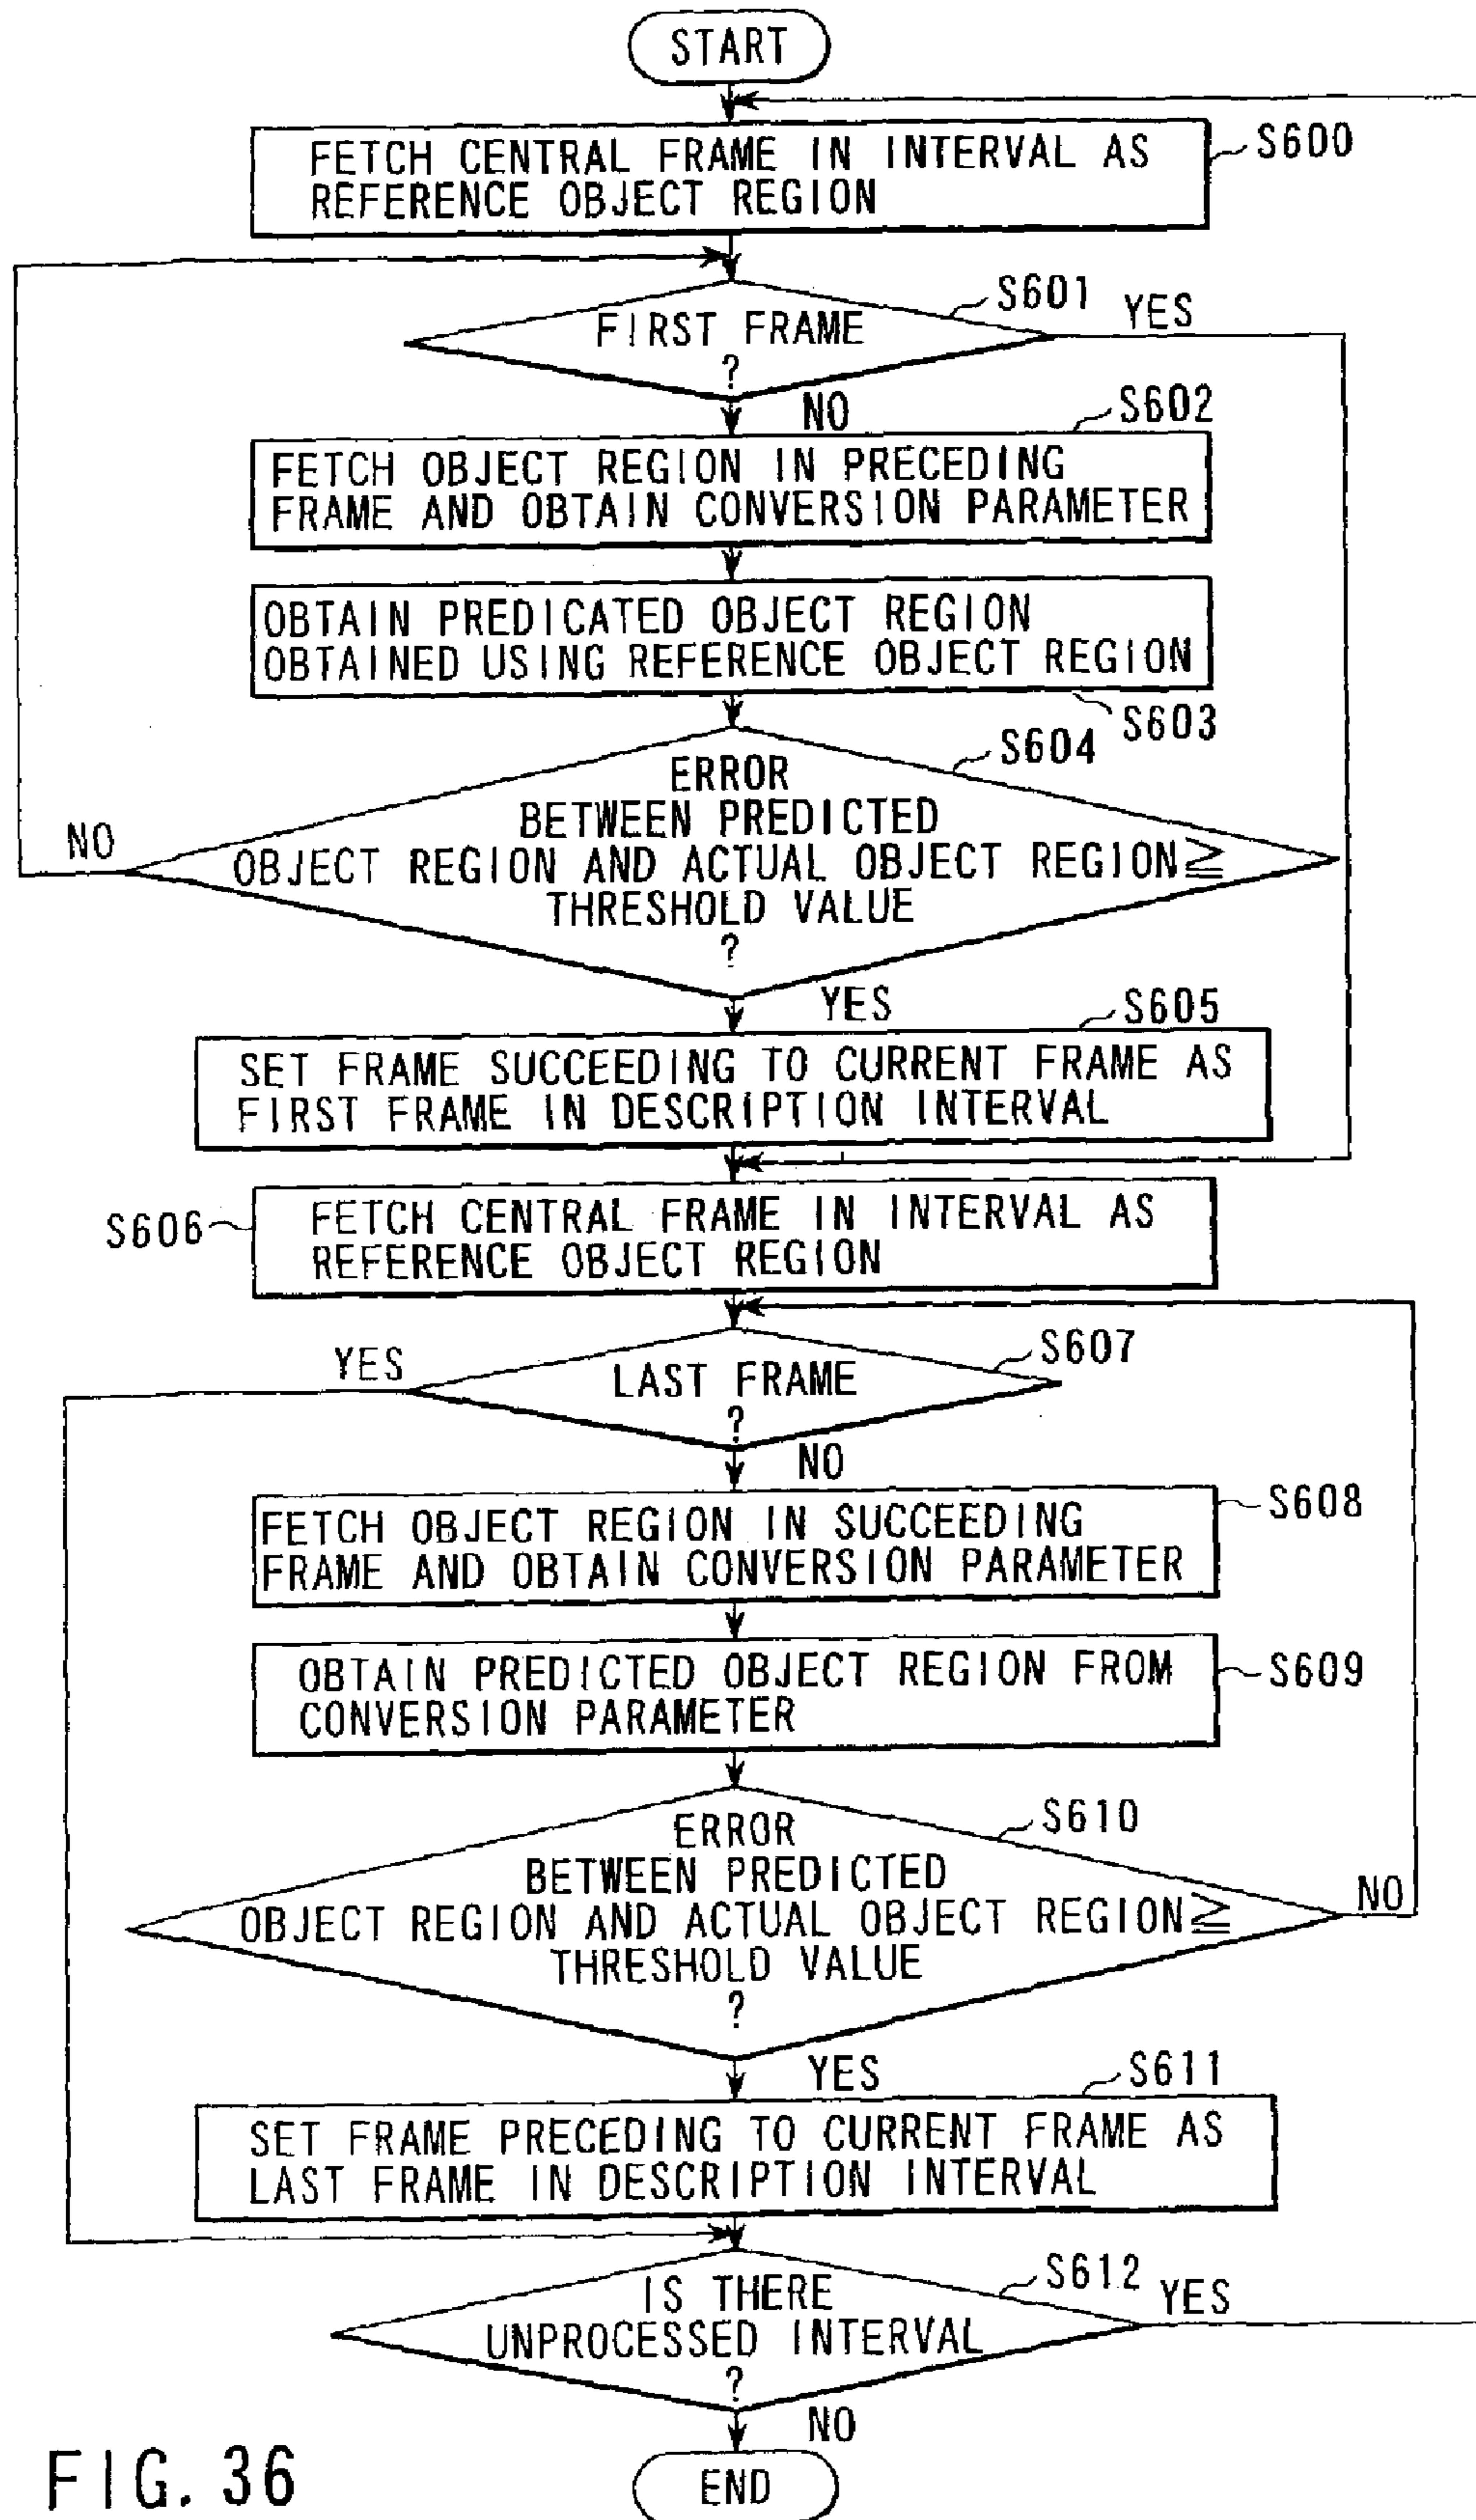 START
FETCH CENTRAL FRAME IN INTERVAL AS
REFERENCE OBJECT REGION
S600
FIRST FRAME
?
S601
YES
NO
S602
FETCH OBJECT REGION IN PRECEDING
FRAME AND OBTAIN CONVERSION PARAMETER
OBTAIN PREDICATED OBJECT REGION
OBTAINED USING REFERENCE OBJECT REGION
S603
S604
ERROR
BETWEEN PREDICTED
OBJECT REGION AND ACTUAL OBJECT REGION≧
THRESHOLD VALUE
?
NO
YES
S605
SET FRAME SUCCEEDING TO CURRENT FRAME AS
FIRST FRAME IN DESCRIPTION INTERVAL
S606
FETCH CENTRAL FRAME IN INTERVAL AS
REFERENCE OBJECT REGION
S607
YES
LAST FRAME
?
NO
S608
FETCH OBJECT REGION IN SUCCEEDING
FRAME AND OBTAIN CONVERSION PARAMETER
OBTAIN PREDICTED OBJECT REGION FROM
CONVERSION PARAMETER
S609
S610
ERROR
BETWEEN PREDICTED
OBJECT REGION AND ACTUAL OBJECT REGION≧
THRESHOLD VALUE
?
NO
YES
S611
SET FRAME PRECEDING TO CURRENT FRAME AS
LAST FRAME IN DESCRIPTION INTERVAL
S612
IS THERE
UNPROCESSED INTERVAL
?
YES
NO
END
FIG. 36